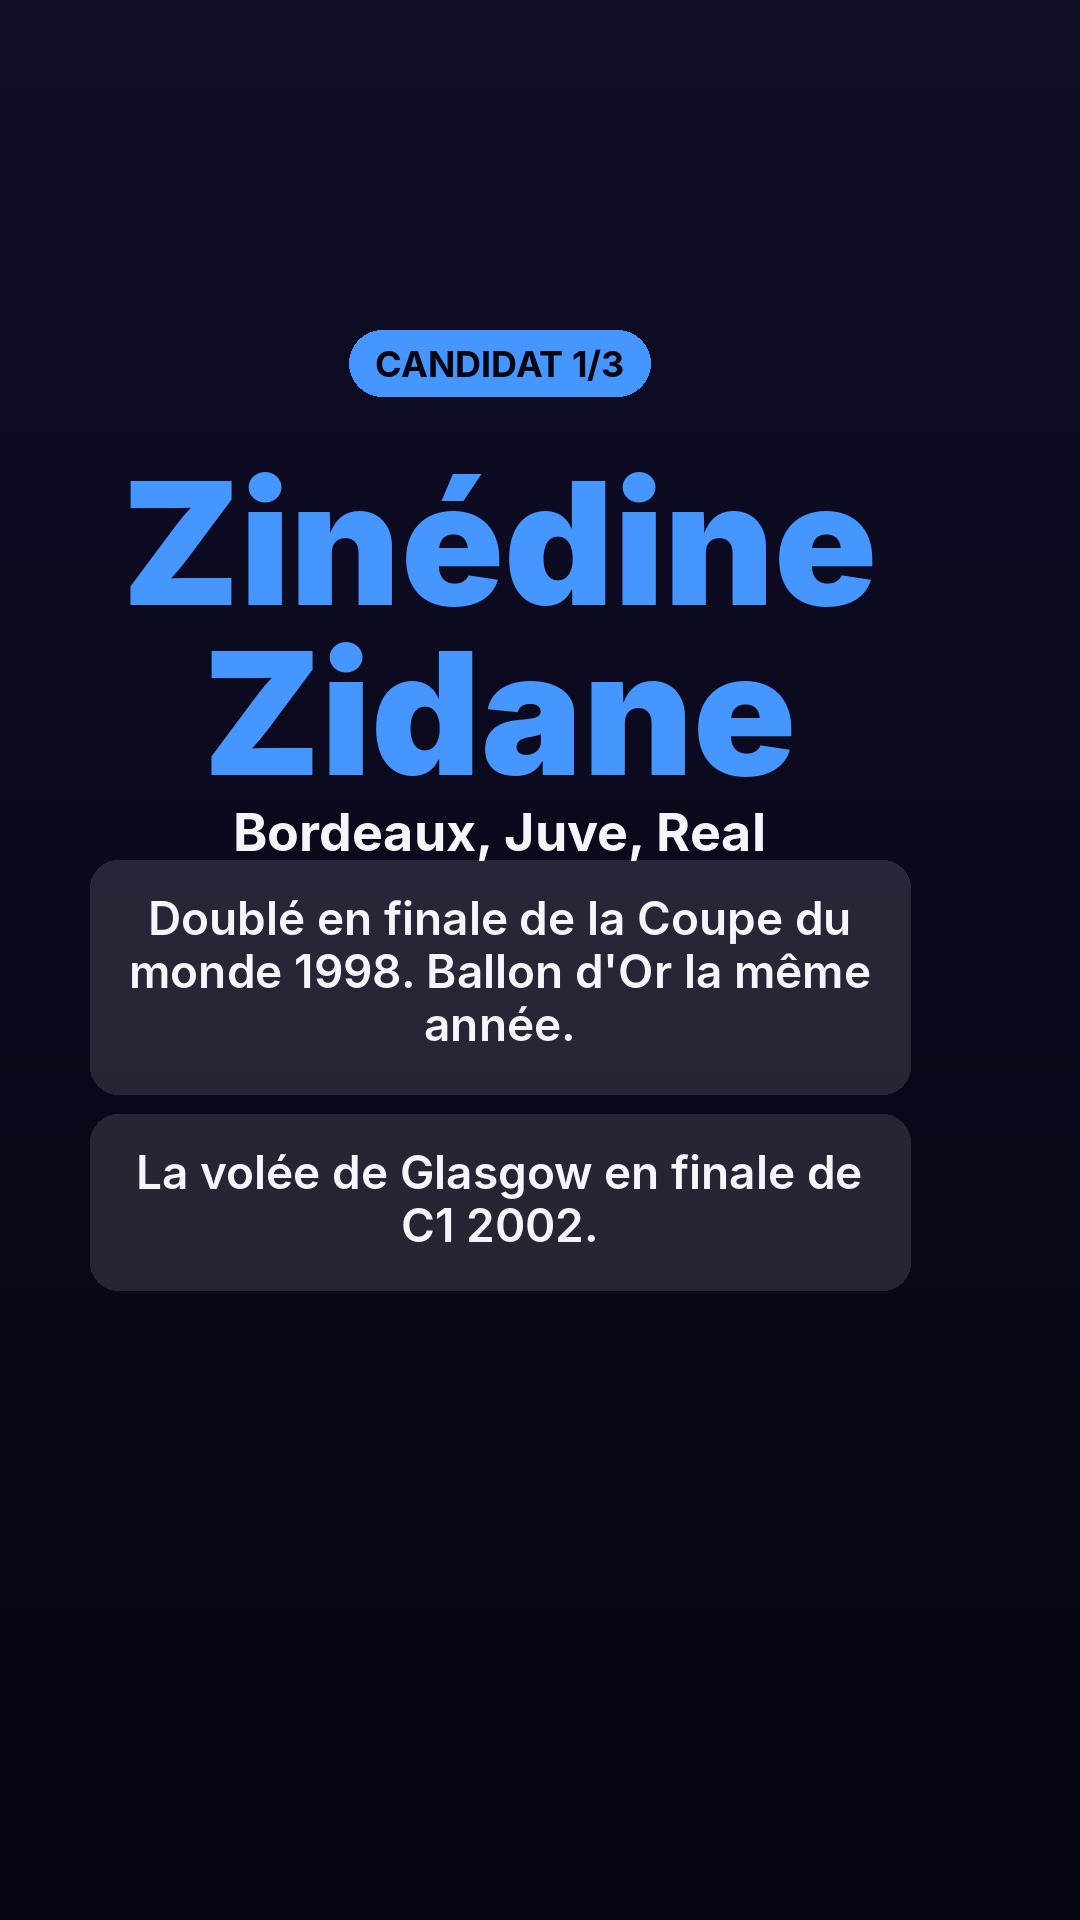 CANDIDAT 1/3
Zinédine
Zidane
Bordeaux, Juve, Real
Doublé en finale de la Coupe du
monde 1998. Ballon d'Or la même
année.
La volée de Glasgow en finale de
C1 2002.